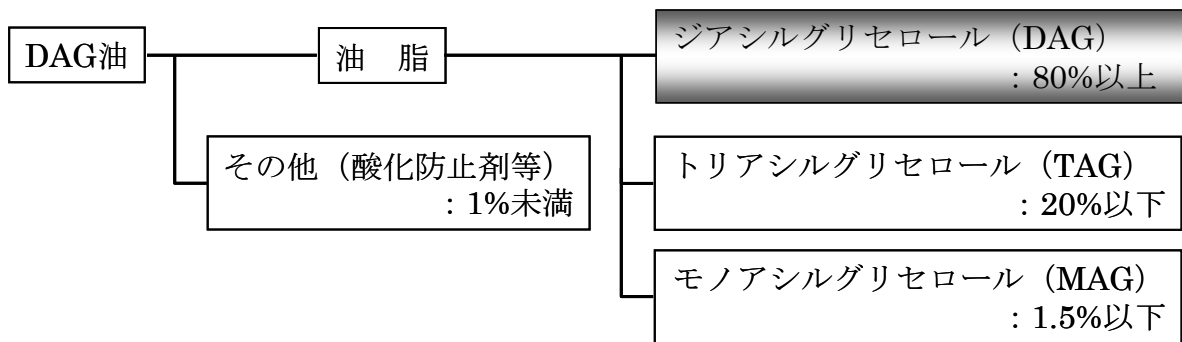 DAG油
油　脂
ジアシルグリセロール（DAG）
：80%以上
その他（酸化防止剤等）
：1%未満
トリアシルグリセロール（TAG）
：20%以下
モノアシルグリセロール（MAG）
：1.5%以下